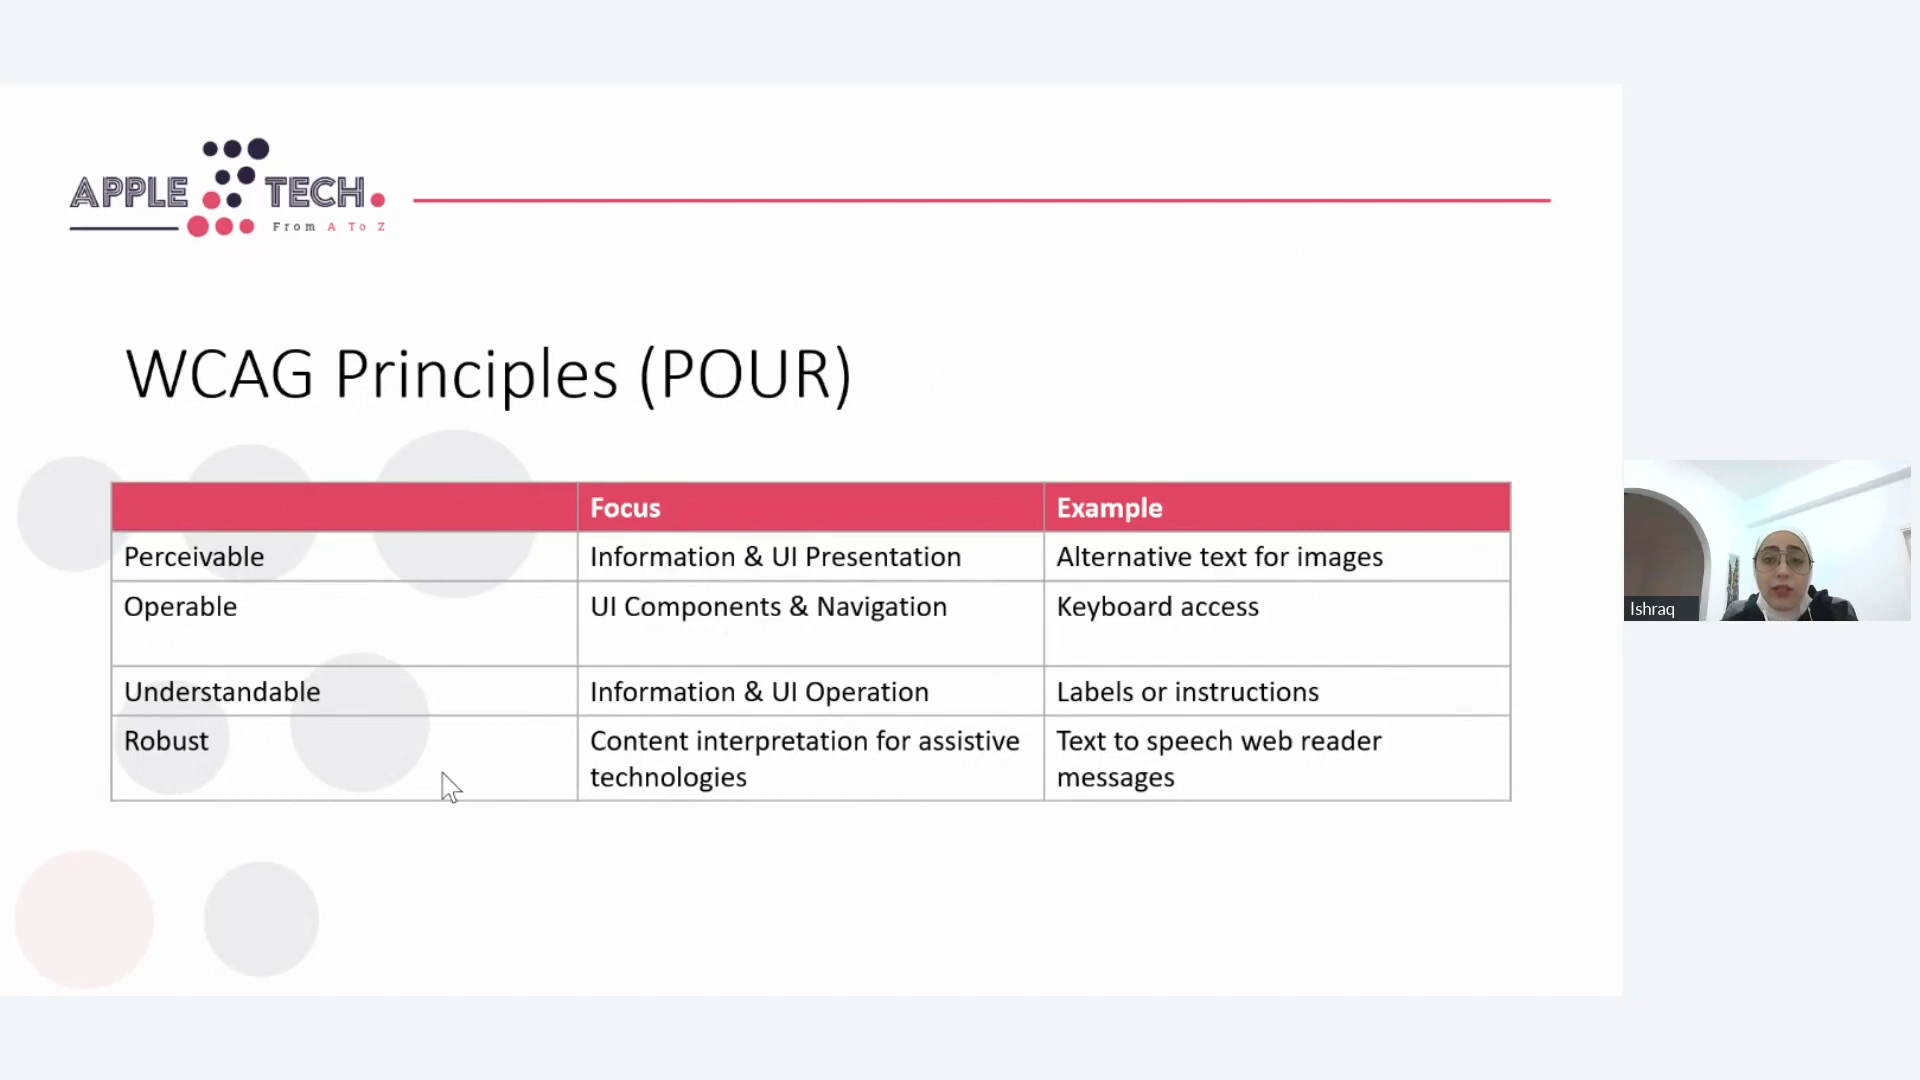 APPLE TECH.
From A To Z
WCAG Principles (POUR)
Focus Example
Perceivable Information & UI Presentation Alternative text for images
Operable UI Components & Navigation Keyboard access
Understandable Information & UI Operation Labels or instructions
Robust Content interpretation for assistive technologies Text to speech web reader messages
Ishraq